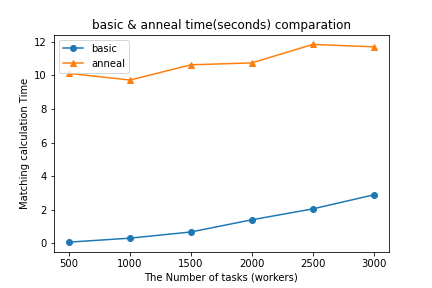 basic & anneal time(seconds) comparation
basic
anneal
Matching calculation Time
12
10
8
6
4
2
0
500 1000 1500 2000 2500 3000
The Number of tasks (workers)